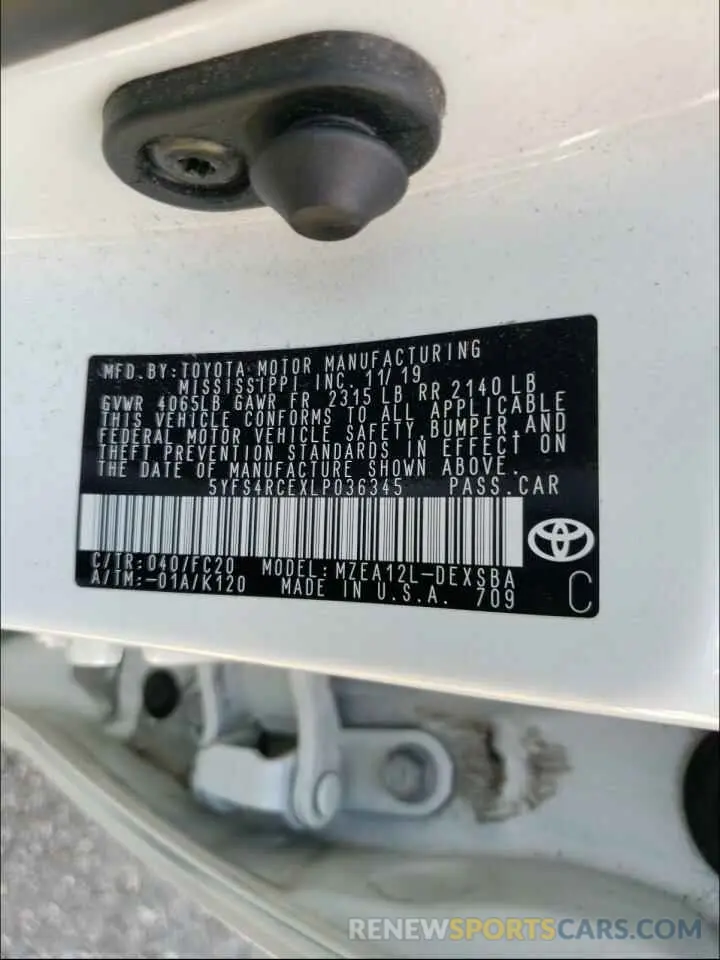 MFD.BY:TOYOTA MOTOR MANUFACTURING
MISSISSIPPI INC. 11/19
GVWR 4065LB GAWR FR 2315 LB RR 2140 LB
THIS VEHICLE CONFORMS TO ALL APPLICABLE
FEDERAL MOTOR VEHICLE SAFETY, BUMPER, AND
THEFT PREVENTION STANDARDS IN EFFECT ON
THE DATE OF MANUFACTURE SHOWN ABOVE.
5YFS4RCEXLP036345 PASS.CAR
C/TR:040/FC20 MODEL:MZEA12L-DEXSBA
A/TM:-01A/K120 MADE IN U.S.A. 709
C
RENEWSPORTSCARS.COM